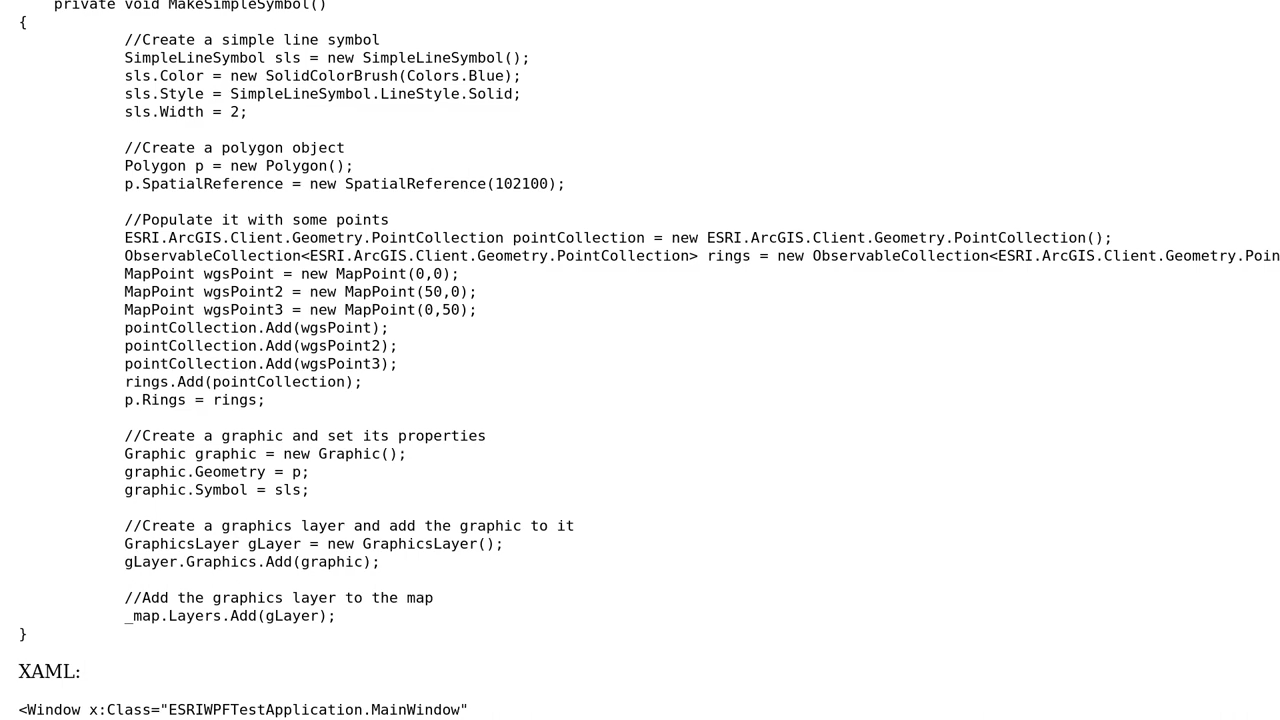 private void MakeSimpleSymbol()
{
//Create a simple line symbol
SimpleLineSymbol sls = new SimpleLineSymbol();
sls.Color = new SolidColorBrush(Colors.Blue);
sls.Style = SimpleLineSymbol.LineStyle.Solid;
sls.Width = 2;
//Create a polygon object
Polygon p = new Polygon();
p.SpatialReference = new SpatialReference(102100);
//Populate it with some points
ESRI.ArcGIS.Client.Geometry.PointCollection pointCollection = new ESRI.ArcGIS.Client.Geometry.PointCollection();
ObservableCollection<ESRI.ArcGIS.Client.Geometry.PointCollection> rings = new ObservableCollection<ESRI.ArcGIS.Client.Geometry.Poin
MapPoint wgsPoint = new MapPoint(0,0);
MapPoint wgsPoint2 = new MapPoint(50,0);
MapPoint wgsPoint3 = new MapPoint(0,50);
pointCollection.Add(wgsPoint);
pointCollection.Add(wgsPoint2);
pointCollection.Add(wgsPoint3);
rings.Add(pointCollection);
p.Rings = rings;
//Create a graphic and set its properties
Graphic graphic = new Graphic();
graphic.Geometry = p;
graphic.Symbol = sls;
//Create a graphics layer and add the graphic to it
GraphicsLayer gLayer = new GraphicsLayer();
gLayer.Graphics.Add(graphic);
//Add the graphics layer to the map
_map.Layers.Add(gLayer);
}
XAML:
<Window x:Class="ESRIWPFTestApplication.MainWindow"